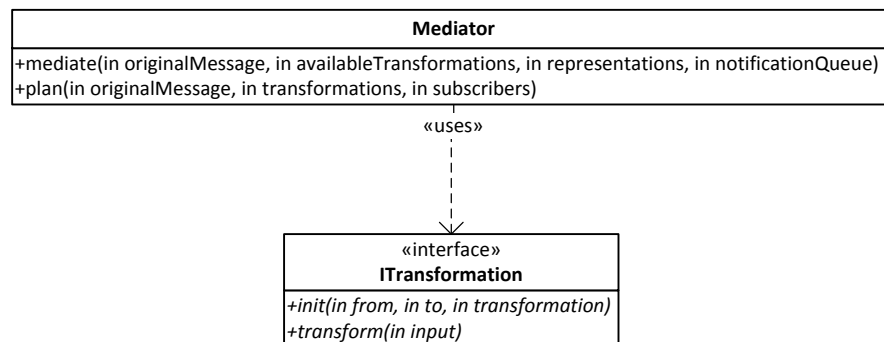 Mediator
+mediate(in originalMessage, in availableTransformations, in representations, in notificationQueue)
+plan(in originalMessage, in transformations, in subscribers)
«uses»
«interface»
ITransformation
+init(in from, in to, in transformation)
+transform(in input)